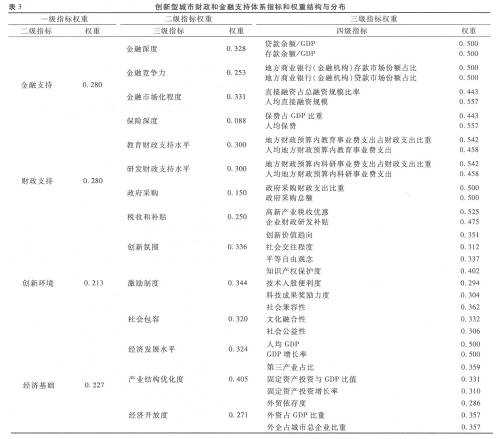 表 3 创新型城市财政和金融支持体系指标和权重结构与分布
一级指标权重 二级指标权重 三级指标权重
二级指标 权重 三级指标 权重 四级指标 权重
金融支持 0.280
金融深度 0.328
贷款余额/GDP 0.500
存款余额/GDP 0.500
金融竞争力 0.253
地方商业银行(金融机构)存款市场份额占比 0.500
地方商业银行(金融机构)贷款市场份额占比 0.500
金融市场化程度 0.331
直接融资占总融资规模比率 0.443
人均直接融资规模 0.557
保险深度 0.088
保费占 GDP 比重 0.443
人均保费 0.557
财政支持 0.280
教育财政支持水平 0.300
地方财政预算内教育事业费支出占财政支出比重 0.542
人均地方财政预算内教育事业费支出 0.458
研发财政支持水平 0.300
地方财政预算内科研事业费支出占财政支出比重 0.542
人均地方财政预算内科研事业费支出 0.458
政府采购 0.150
政府采购财政支出比重 0.500
政府采购总额 0.500
税收和补贴 0.250
高新产业税收优惠 0.525
企业财政研发补贴 0.475
创新环境 0.213
创新氛围 0.336
创新价值趋向 0.351
社会交往程度 0.312
平等自由观念 0.337
激励制度 0.344
知识产权保护度 0.402
技术入股便利度 0.294
科技成果奖励力度 0.304
社会包容 0.320
社会兼容性 0.362
文化融合性 0.332
社会公益性 0.306
经济基础 0.227
经济发展水平 0.324
人均 GDP 0.500
GDP 增长率 0.500
产业结构优化度 0.405
第三产业占比 0.359
固定资产投资与 GDP 比值 0.331
固定资产投资增长率 0.310
经济开放度 0.271
外贸依存度 0.286
外资占 GDP 比重 0.357
外企占城市总企业比重 0.357